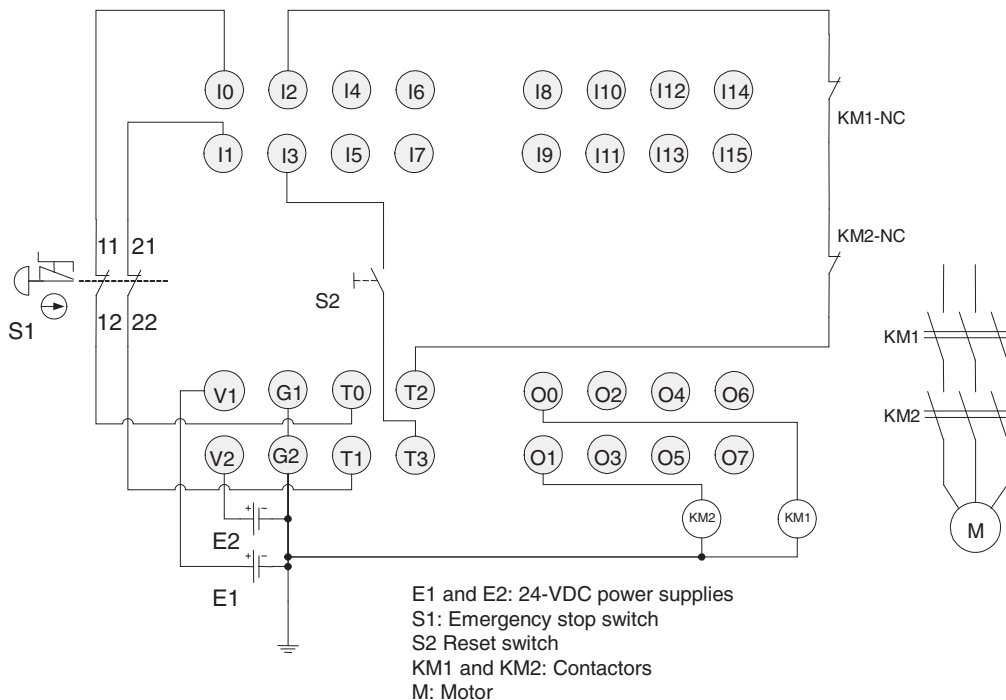 I0 I2 I4 I6 I8 I10 I12 I14
KM1-NC
I1 I3 I5 I7 I9 I11 I13 I15
KM2-NC
11 21
S2
S1
12 22
KM1
V1 G1 T0 T2 O0 O2 O4 O6
KM2
V2 G2 T1 T3 O1 O3 O5 O7
+ -
KM2 KM1
M
E2
+ -
E1
E1 and E2: 24-VDC power supplies
S1: Emergency stop switch
S2 Reset switch
KM1 and KM2: Contactors
M: Motor